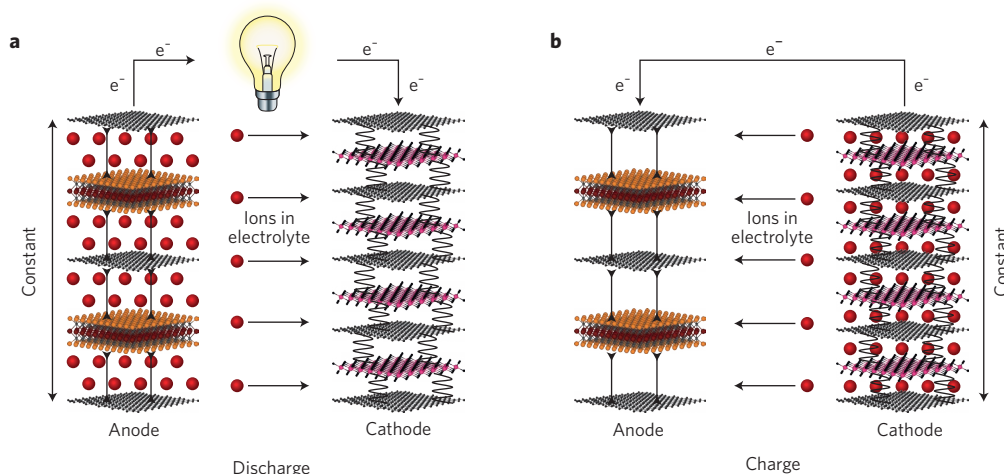 a
e⁻
e⁻
e⁻
Constant
Ions in
electrolyte
Anode
Cathode
Discharge
b
e⁻
e⁻
e⁻
Ions in
electrolyte
Constant
Anode
Cathode
Charge